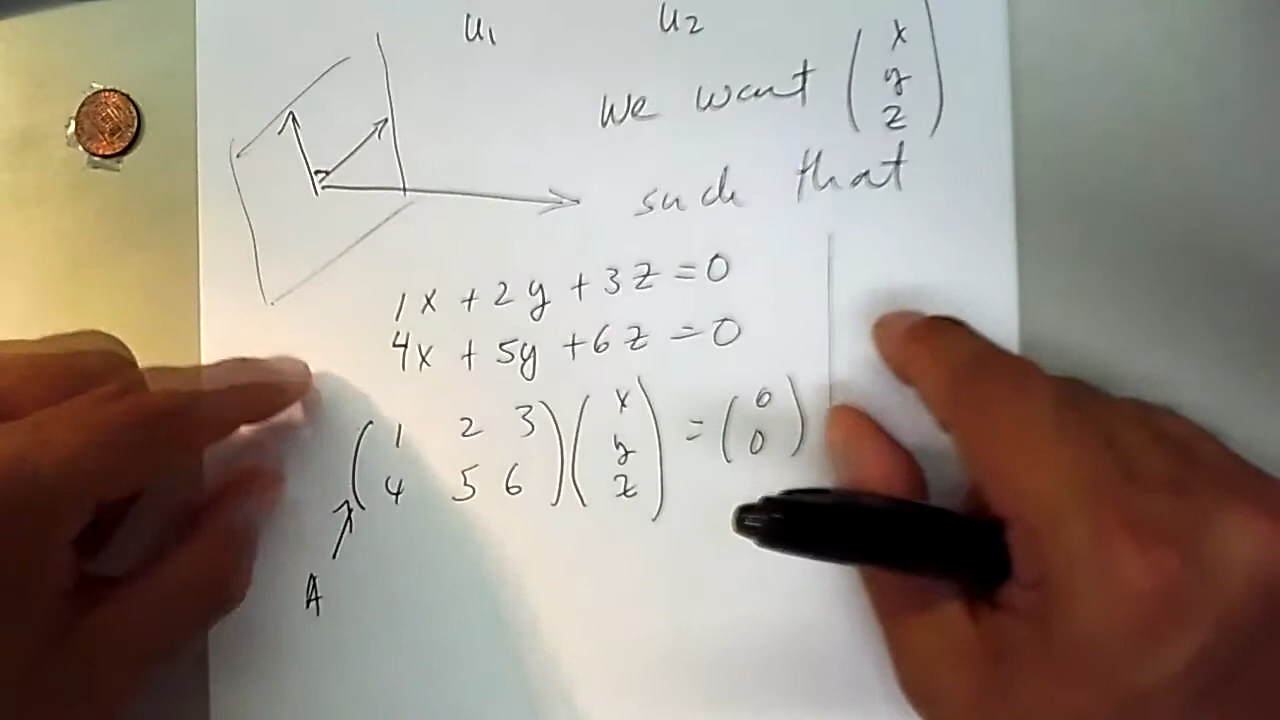 u₁ u₂
we want ( x y z )
such that
1x + 2y + 3z = 0
4x + 5y + 6z = 0
( 1 2 3 ) ( x y z ) = ( 0 0 )
4 5 6
A